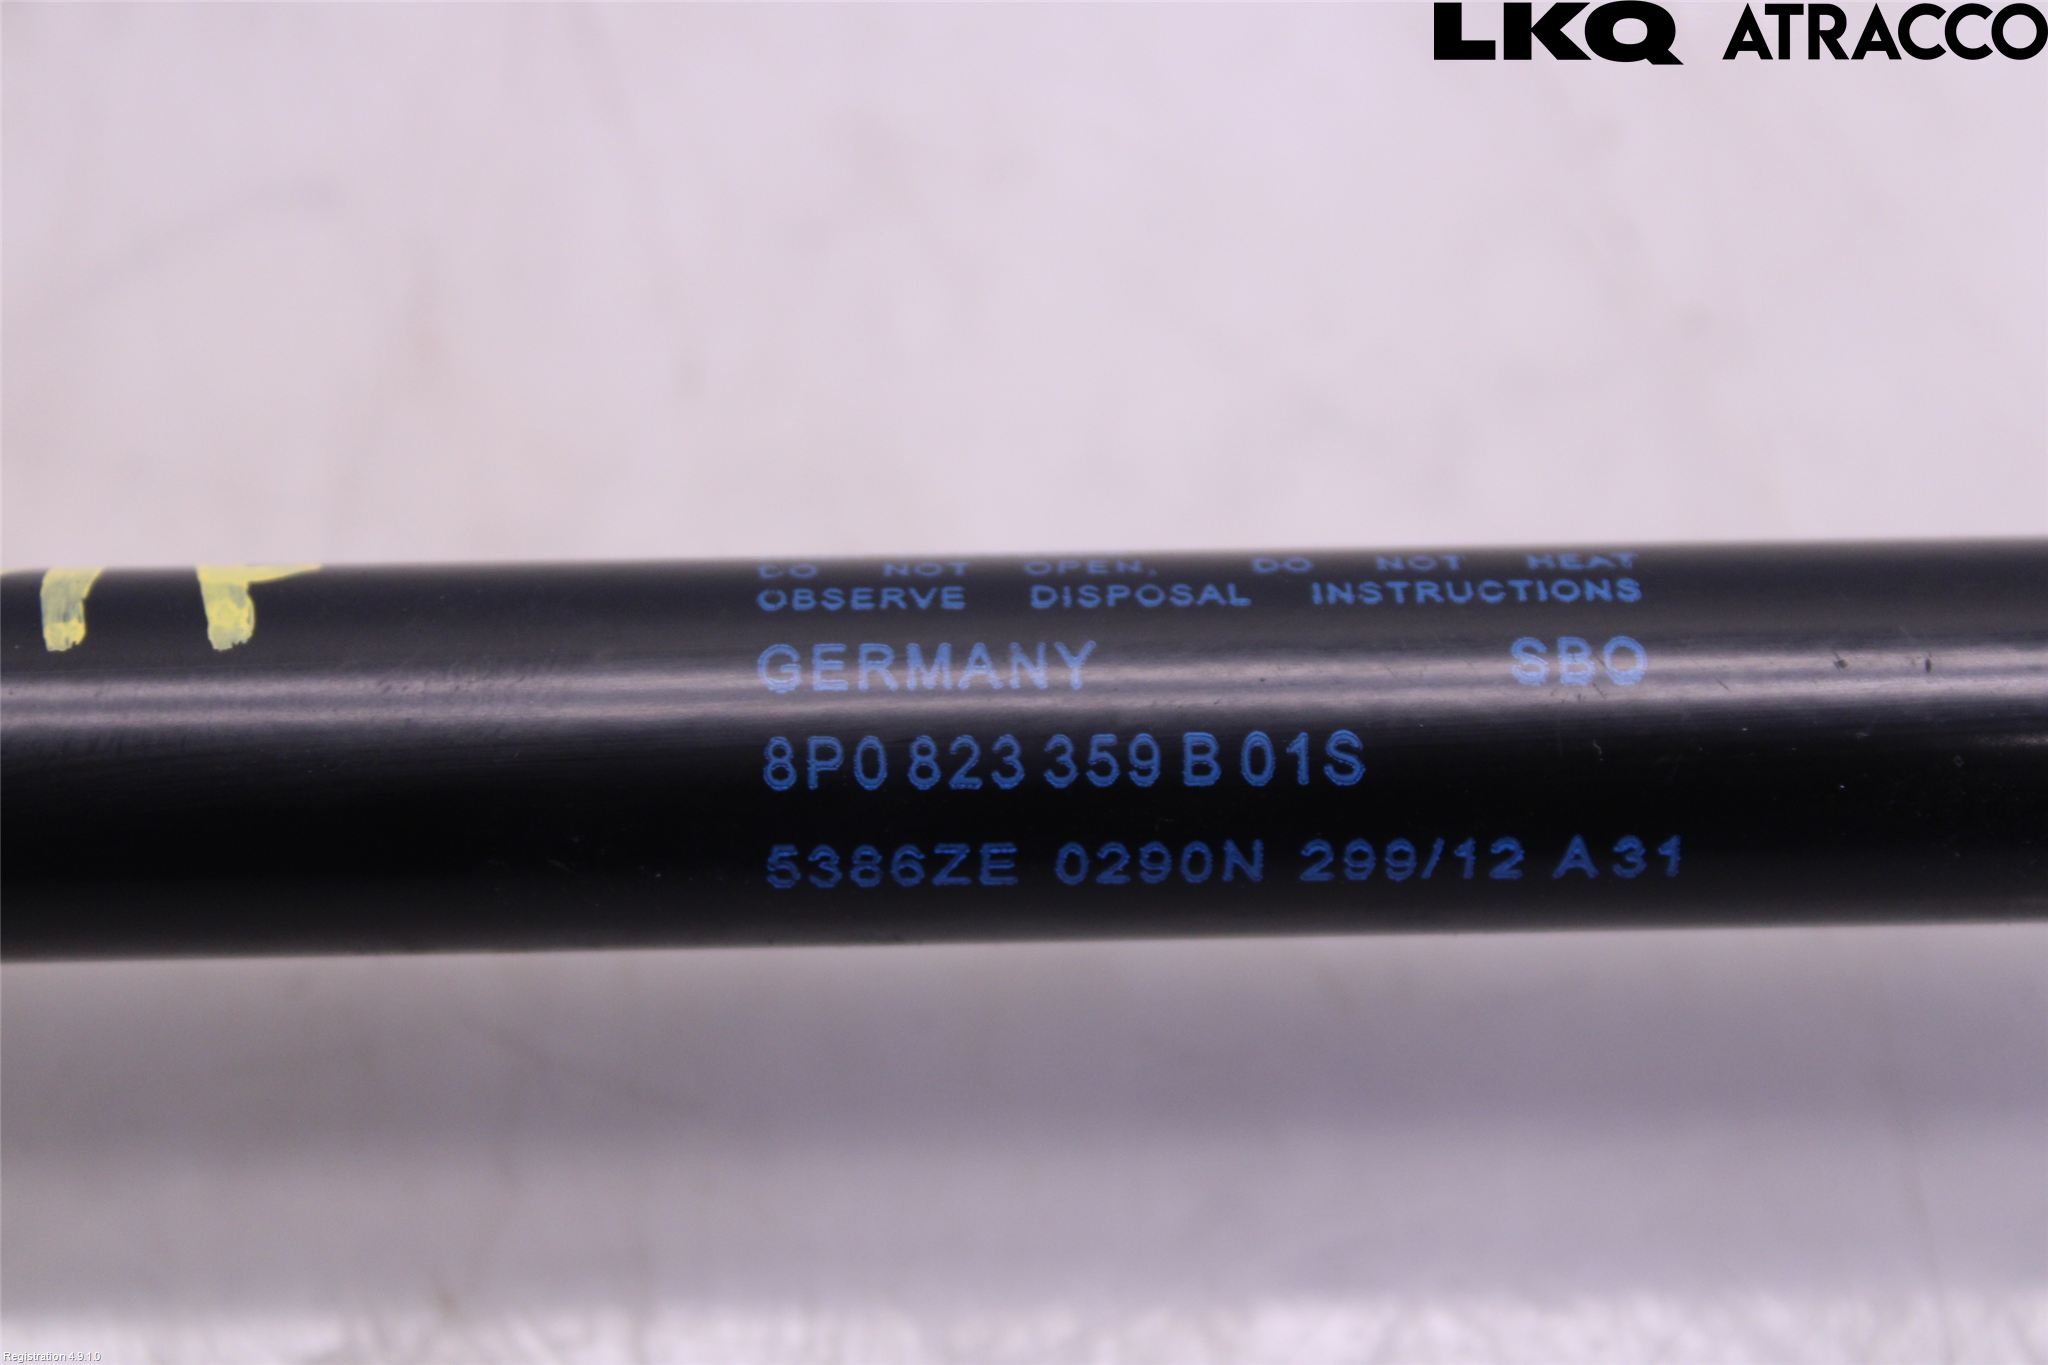 LKQ ATRACCO
DO NOT OPEN. DO NOT HEAT
OBSERVE DISPOSAL INSTRUCTIONS
GERMANY SBO
8P0 823 359 B 01S
5386ZE 0290N 299/12 A31
Registration 4.9.1.0